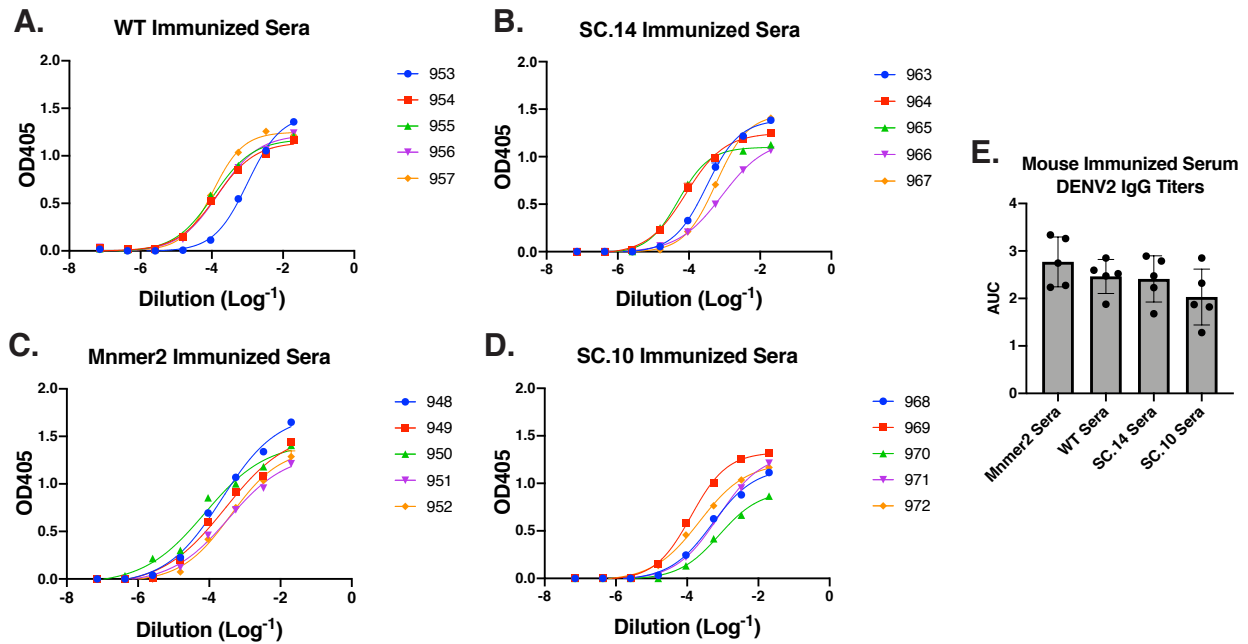 A.
WT Immunized Sera
OD405
2.0
1.5
1.0
0.5
0.0
-8
-6
-4
-2
0
Dilution (Log-1)
953
954
955
956
957
B.
SC.14 Immunized Sera
OD405
2.0
1.5
1.0
0.5
0.0
-8
-6
-4
-2
0
Dilution (Log-1)
963
964
965
966
967
C.
Mnmer2 Immunized Sera
OD405
2.0
1.5
1.0
0.5
0.0
-8
-6
-4
-2
0
Dilution (Log-1)
948
949
950
951
952
D.
SC.10 Immunized Sera
OD405
2.0
1.5
1.0
0.5
0.0
-8
-6
-4
-2
0
Dilution (Log-1)
968
969
970
971
972
E.
Mouse Immunized Serum
DENV2 IgG Titers
AUC
4
3
2
1
0
Mnmer2 Sera
WT Sera
SC.14 Sera
SC.10 Sera